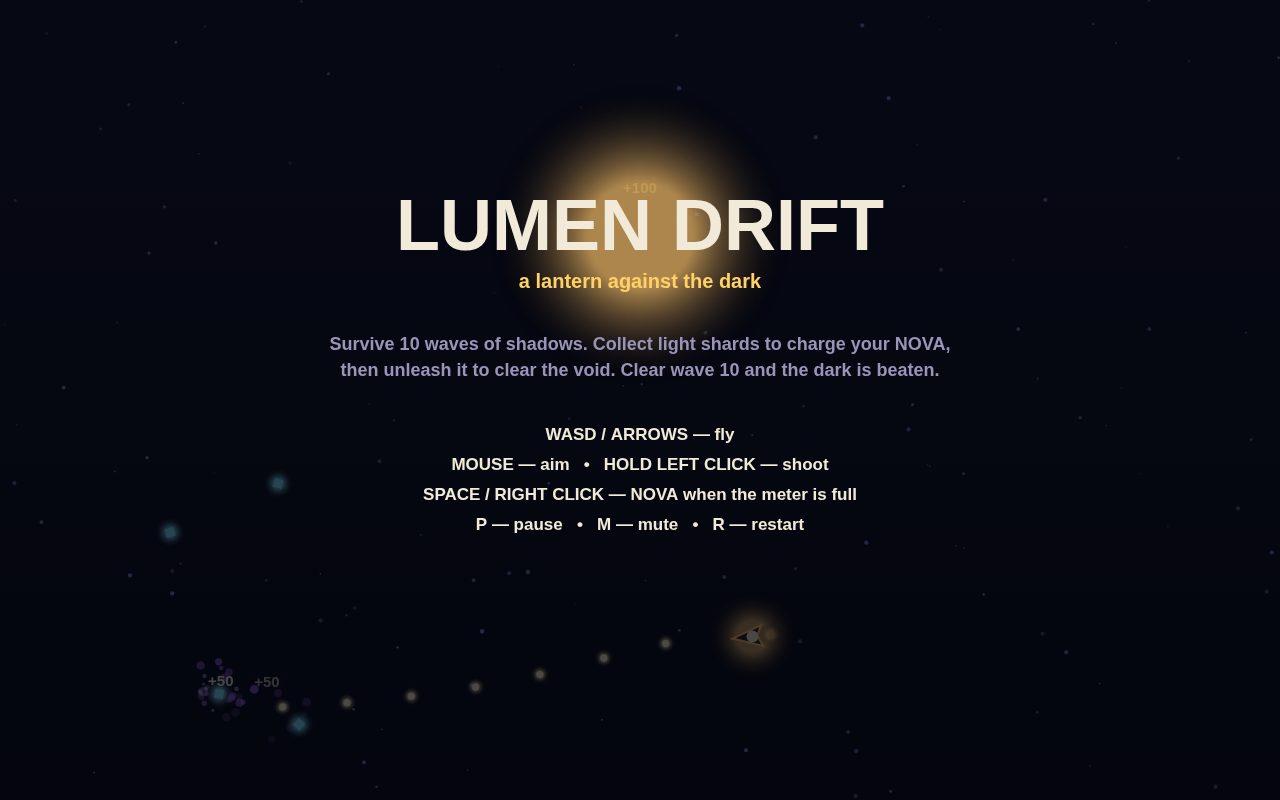 +100
LUMEN DRIFT
a lantern against the dark
Survive 10 waves of shadows. Collect light shards to charge your NOVA,
then unleash it to clear the void. Clear wave 10 and the dark is beaten.
WASD / ARROWS — fly
MOUSE — aim • HOLD LEFT CLICK — shoot
SPACE / RIGHT CLICK — NOVA when the meter is full
P — pause • M — mute • R — restart
+50 +50